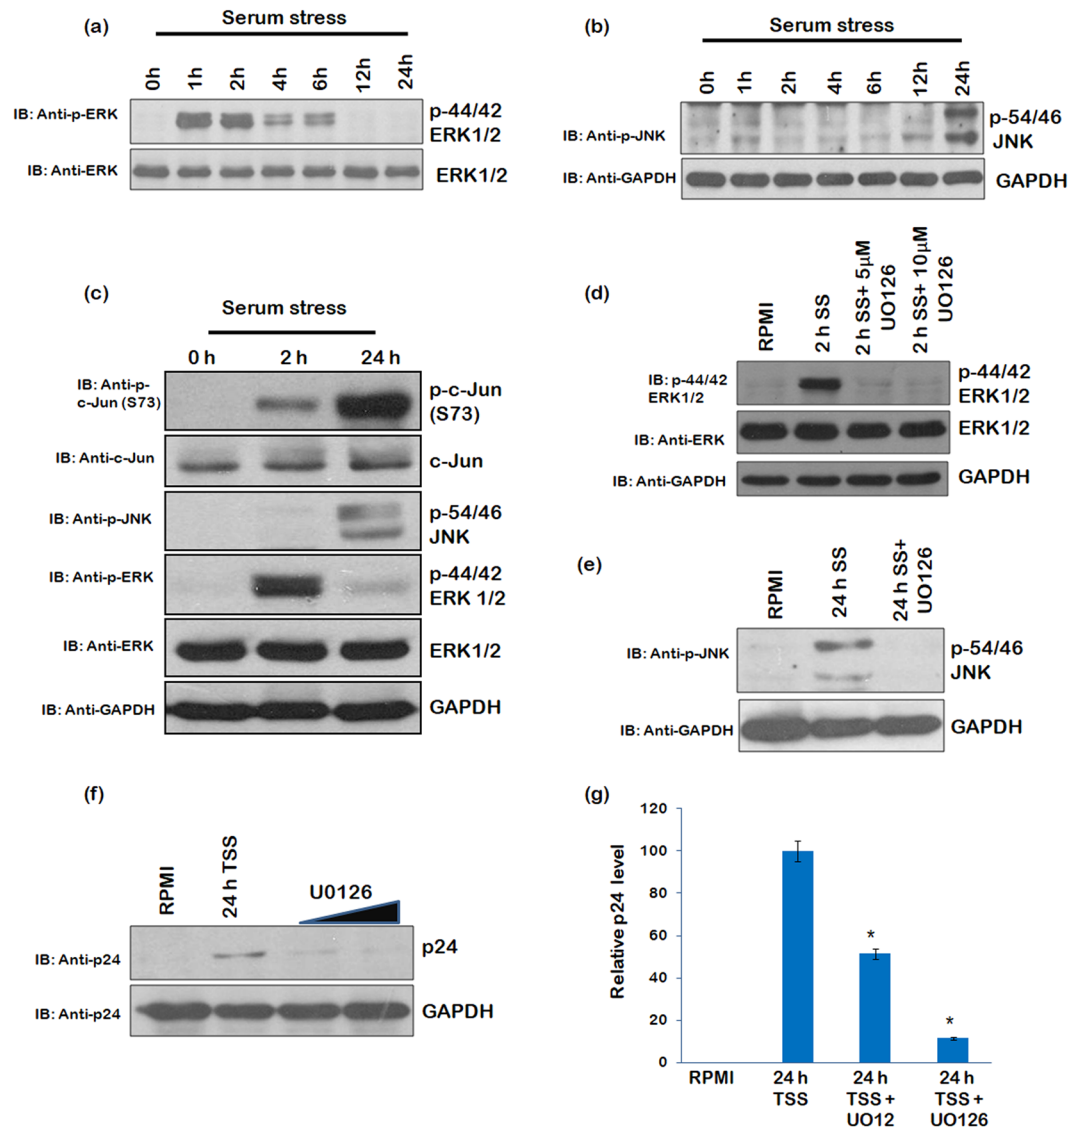 (a)
Serum stress
0h 1h 2h 4h 6h 12h 24h
IB: Anti-p-ERK
p-44/42
ERK1/2
IB: Anti-ERK
ERK1/2
(b)
Serum stress
0h 1h 2h 4h 6h 12h 24h
IB: Anti-p-JNK
p-54/46
JNK
IB: Anti-GAPDH
GAPDH
(c)
Serum stress
0 h 2 h 24 h
IB: Anti-p-
c-Jun (S73)
p-c-Jun
(S73)
IB: Anti-c-Jun
c-Jun
IB: Anti-p-JNK
p-54/46
JNK
IB: Anti-p-ERK
p-44/42
ERK 1/2
IB: Anti-ERK
ERK1/2
IB: Anti-GAPDH
GAPDH
(d)
RPMI
2 h SS
2 h SS+ 5µM
UO126
2 h SS+ 10µM
UO126
IB: p-44/42
ERK1/2
p-44/42
ERK1/2
IB: Anti-ERK
ERK1/2
IB: Anti-GAPDH
GAPDH
(e)
RPMI
24 h SS
24 h SS+
UO126
IB: Anti-p-JNK
p-54/46
JNK
IB: Anti-GAPDH
GAPDH
(f)
RPMI
24 h TSS
U0126
IB: Anti-p24
p24
IB: Anti-p24
GAPDH
(g)
Relative p24 level
120
100
80
60
40
20
0
*
*
RPMI
24 h
TSS
24 h
TSS +
UO12
24 h
TSS +
UO126